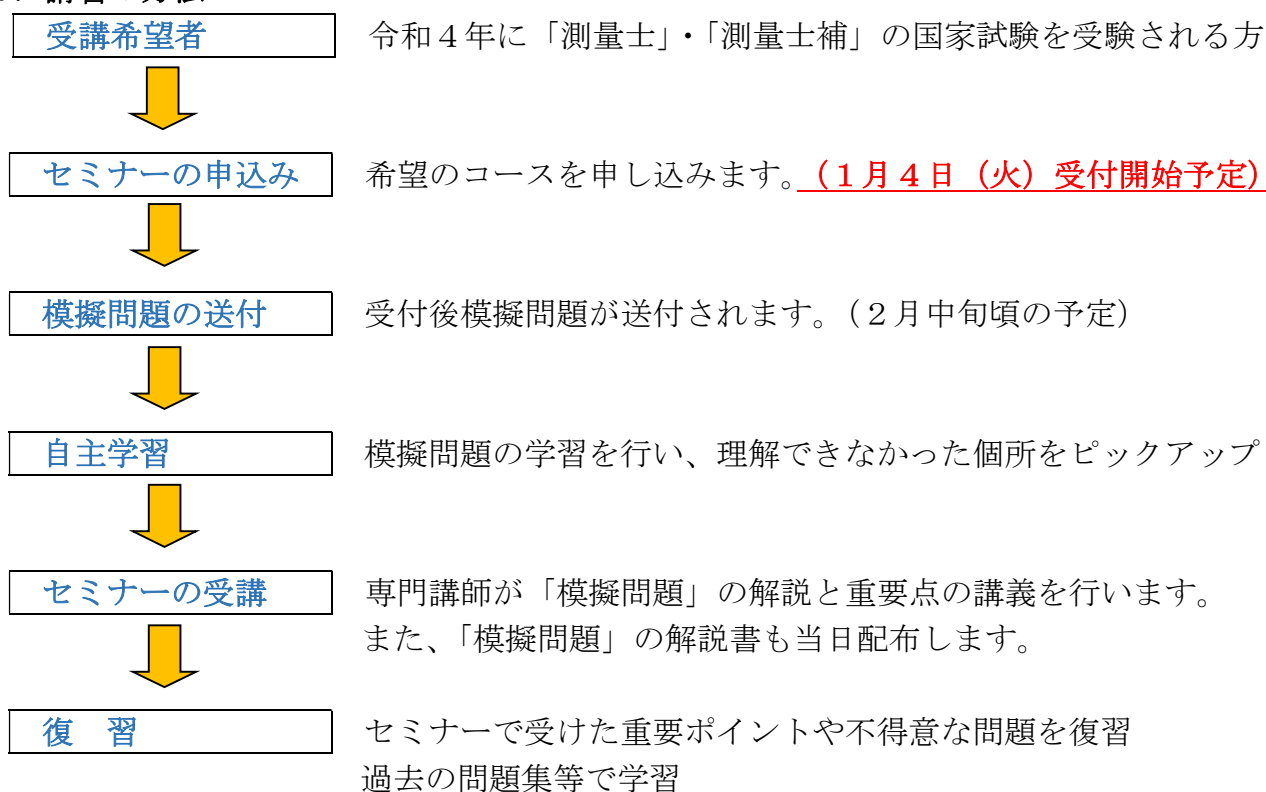 受講希望者 令和４年に「測量士」・「測量士補」の国家試験を受験される方
セミナーの申込み 希望のコースを申し込みます。（１月４日（火）受付開始予定）
模擬問題の送付 受付後模擬問題が送付されます。（２月中旬頃の予定）
自主学習 模擬問題の学習を行い、理解できなかった個所をピックアップ
セミナーの受講 専門講師が「模擬問題」の解説と重要点の講義を行います。
また、「模擬問題」の解説書も当日配布します。
復　習 セミナーで受けた重要ポイントや不得意な問題を復習
過去の問題集等で学習